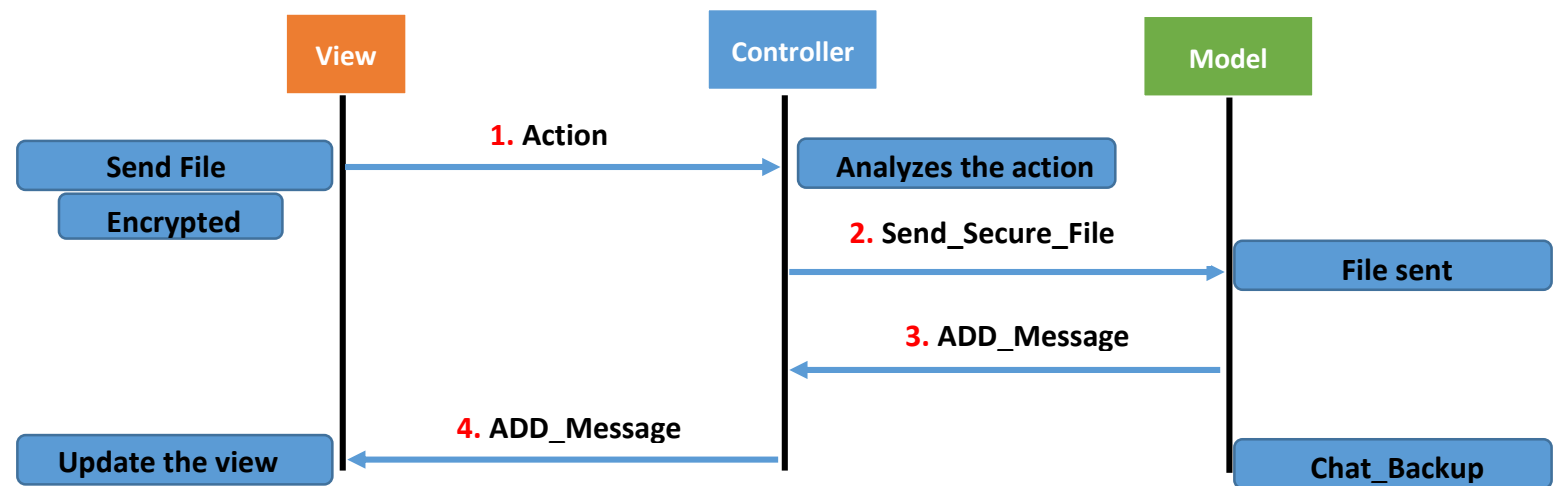 View
Controller
Model
1. Action
Send File
Analyzes the action
Encrypted
2. Send_Secure_File
File sent
3. ADD_Message
4. ADD_Message
Update the view
Chat_Backup